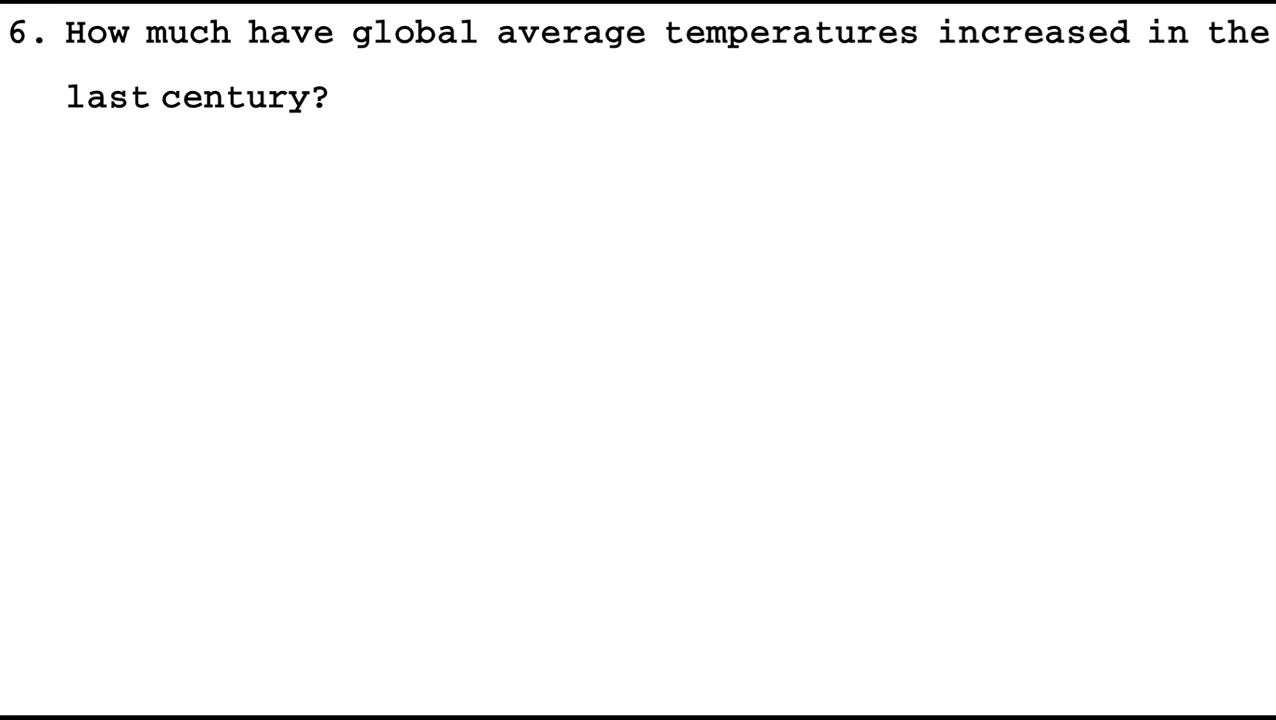 6. How much have global average temperatures increased in the
last century?